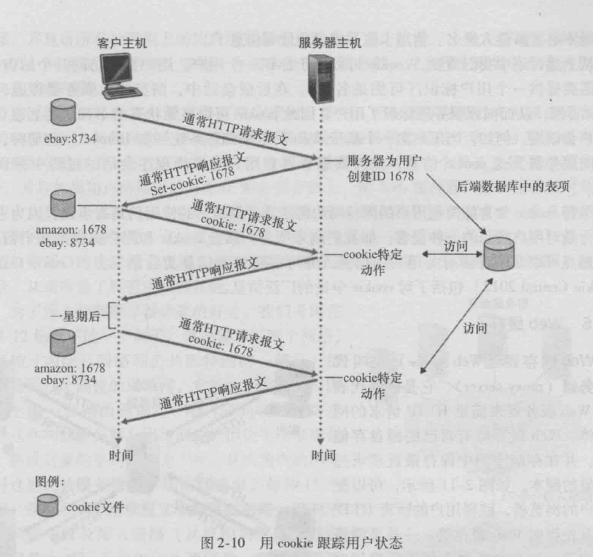 客户主机
服务器主机
ebay:8734
通常HTTP请求报文
通常HTTP响应报文
Set-cookie: 1678
服务器为用户
创建ID 1678
后端数据库中的表项
amazon: 1678
ebay: 8734
通常HTTP请求报文
cookie: 1678
通常HTTP响应报文
cookie特定
动作
访问
一星期后
amazon: 1678
ebay: 8734
通常HTTP请求报文
cookie: 1678
通常HTTP响应报文
cookie特定
动作
访问
时间
时间
图例:
cookie文件
图 2-10 用 cookie 跟踪用户状态